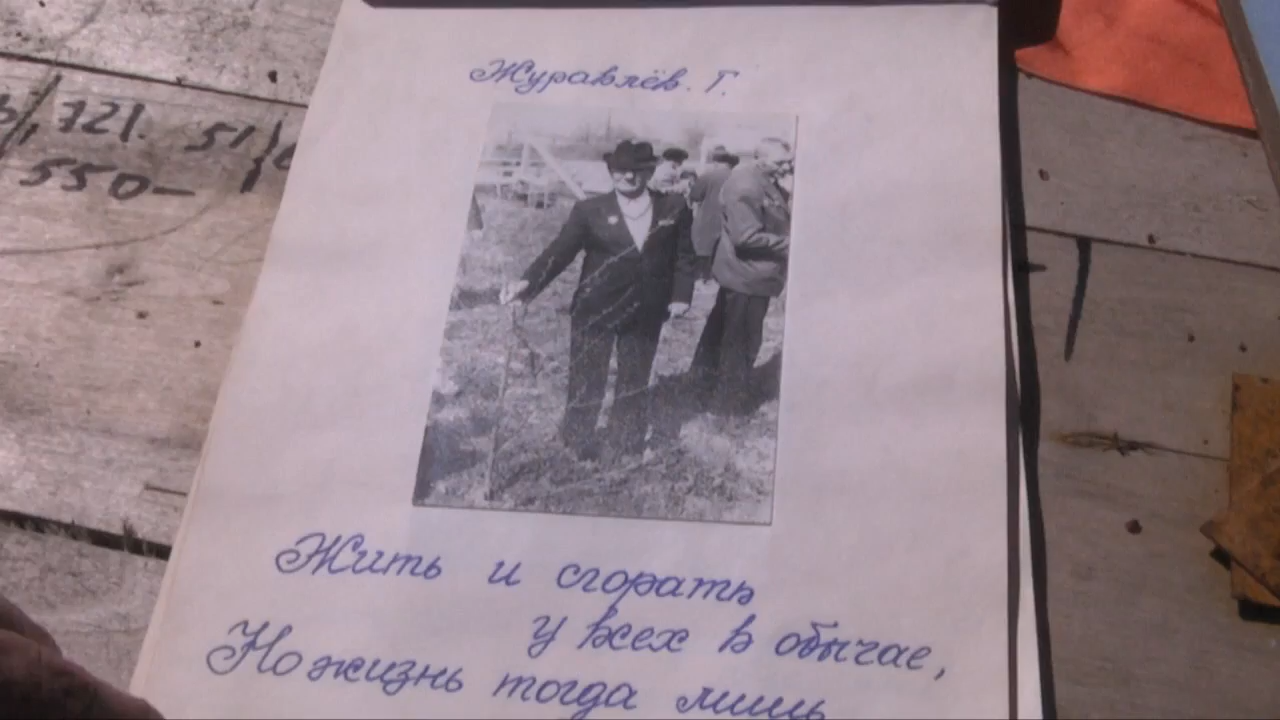 Журавлёв. Г.
721. 51
550-
Жить и сгорать
у всех в обычае,
Но жизнь тогда лишь